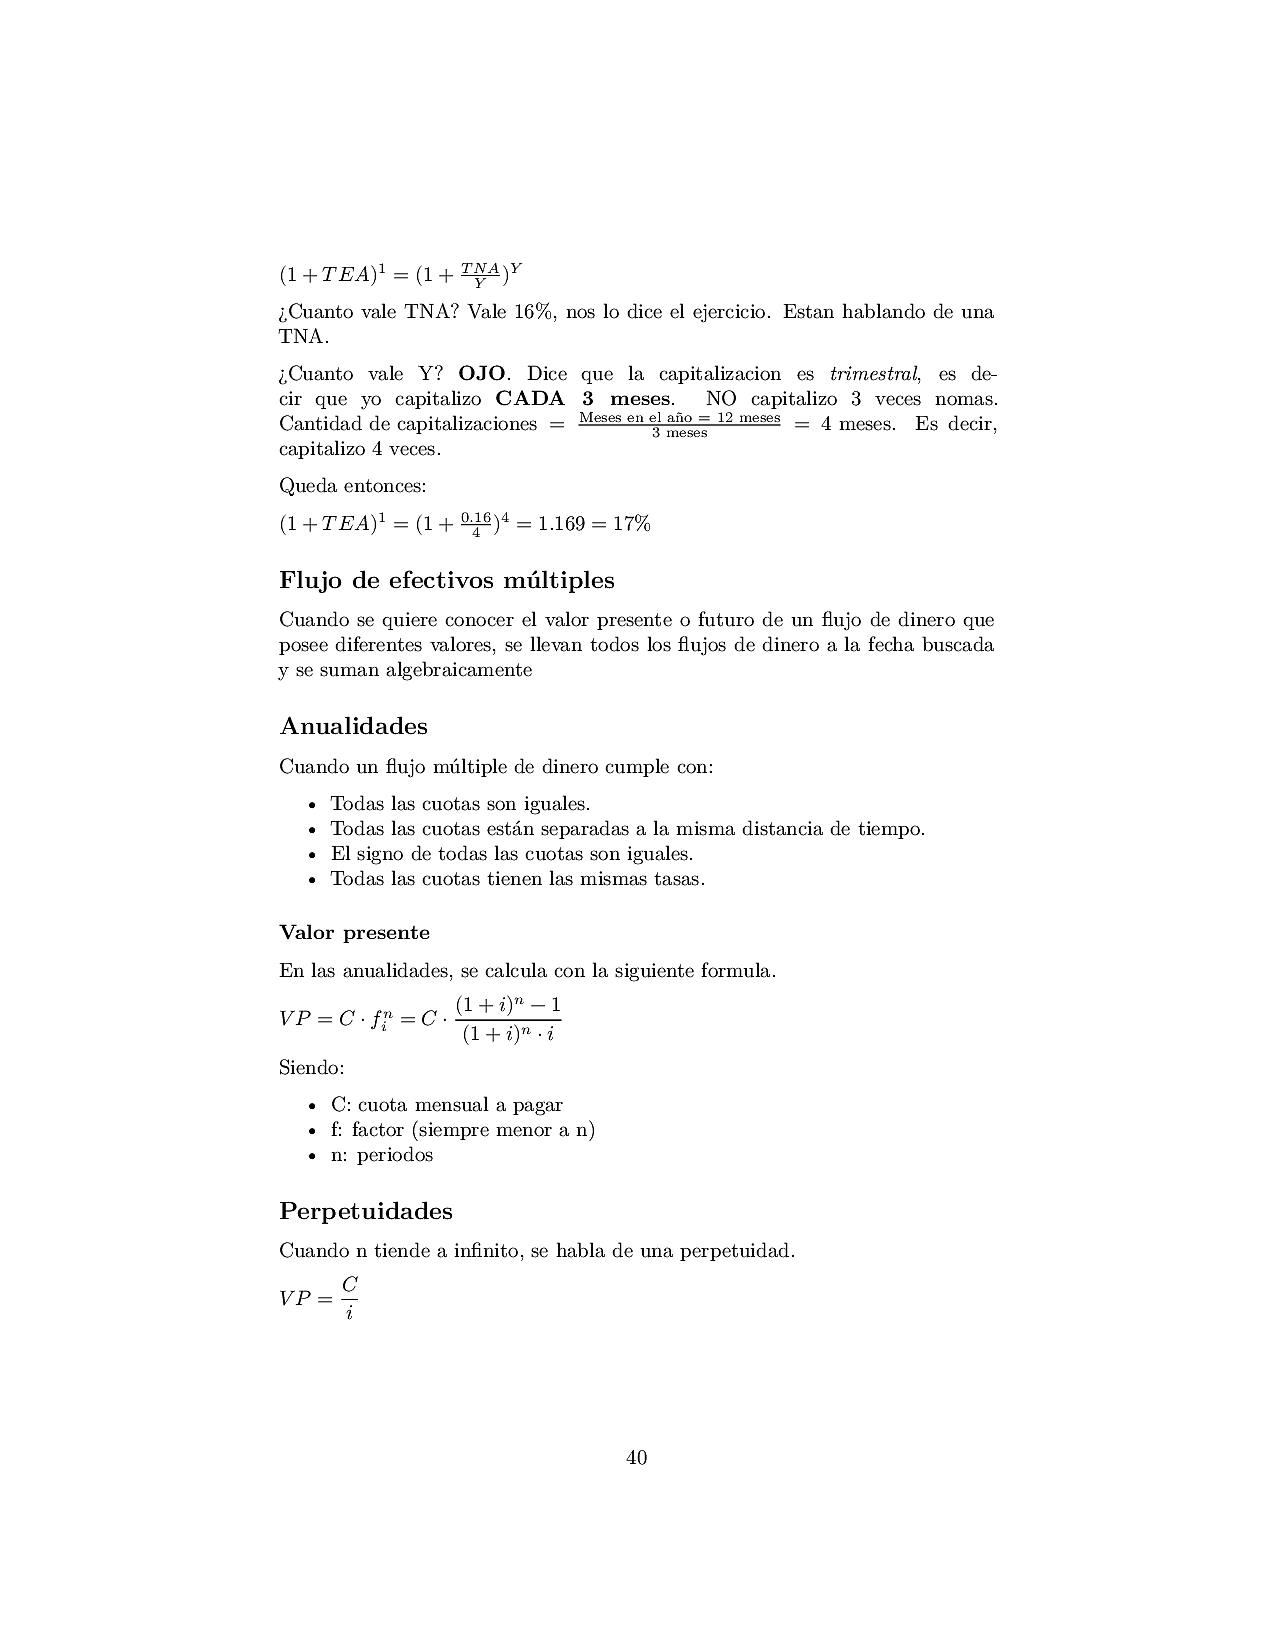 (1 + TEA)^1 = (1 + \frac{TNA}{Y})^Y
¿Cuanto vale TNA? Vale 16%, nos lo dice el ejercicio. Estan hablando de una
TNA.
¿Cuanto vale Y? OJO. Dice que la capitalizacion es trimestral, es de-
cir que yo capitalizo CADA 3 meses. NO capitalizo 3 veces nomas.
Cantidad de capitalizaciones = \frac{Meses en el año = 12 meses}{3 meses} = 4 meses. Es decir,
capitalizo 4 veces.
Queda entonces:
(1 + TEA)^1 = (1 + \frac{0.16}{4})^4 = 1.169 = 17%
Flujo de efectivos múltiples
Cuando se quiere conocer el valor presente o futuro de un flujo de dinero que
posee diferentes valores, se llevan todos los flujos de dinero a la fecha buscada
y se suman algebraicamente
Anualidades
Cuando un flujo múltiple de dinero cumple con:
• Todas las cuotas son iguales.
• Todas las cuotas están separadas a la misma distancia de tiempo.
• El signo de todas las cuotas son iguales.
• Todas las cuotas tienen las mismas tasas.
Valor presente
En las anualidades, se calcula con la siguiente formula.
VP = C · f_i^n = C · \frac{(1 + i)^n − 1}{(1 + i)^n · i}
Siendo:
• C: cuota mensual a pagar
• f: factor (siempre menor a n)
• n: periodos
Perpetuidades
Cuando n tiende a infinito, se habla de una perpetuidad.
VP = \frac{C}{i}
40